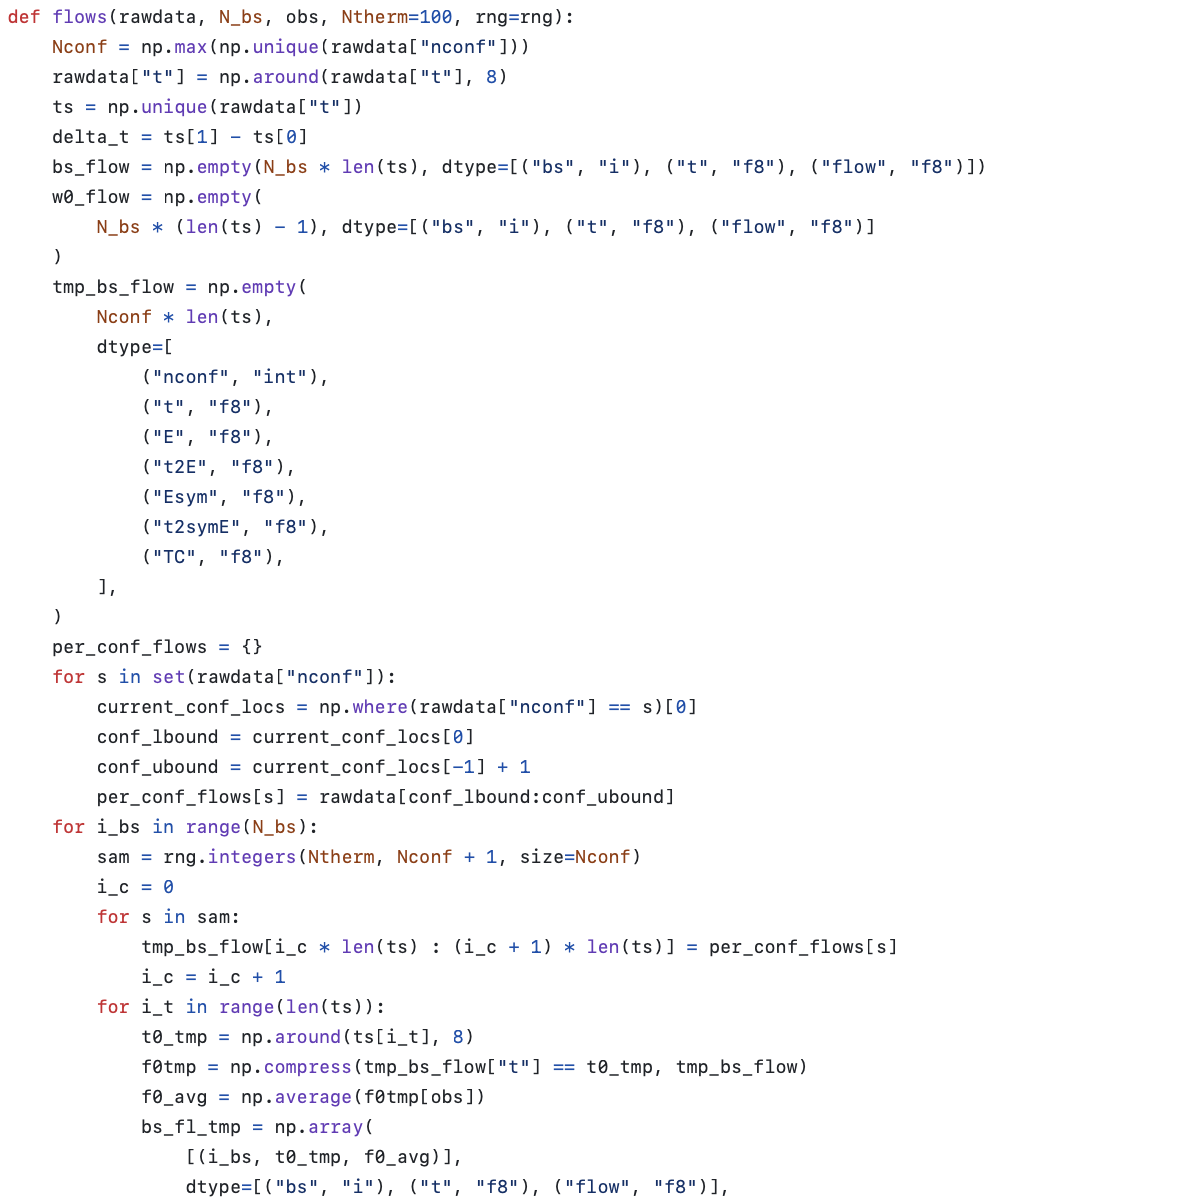 def flows(rawdata, N_bs, obs, Ntherm=100, rng=rng):
    Nconf = np.max(np.unique(rawdata["nconf"]))
    rawdata["t"] = np.around(rawdata["t"], 8)
    ts = np.unique(rawdata["t"])
    delta_t = ts[1] - ts[0]
    bs_flow = np.empty(N_bs * len(ts), dtype=[("bs", "i"), ("t", "f8"), ("flow", "f8")])
    w0_flow = np.empty(
        N_bs * (len(ts) - 1), dtype=[("bs", "i"), ("t", "f8"), ("flow", "f8")]
    )
    tmp_bs_flow = np.empty(
        Nconf * len(ts),
        dtype=[
            ("nconf", "int"),
            ("t", "f8"),
            ("E", "f8"),
            ("t2E", "f8"),
            ("Esym", "f8"),
            ("t2symE", "f8"),
            ("TC", "f8"),
        ],
    )
    per_conf_flows = {}
    for s in set(rawdata["nconf"]):
        current_conf_locs = np.where(rawdata["nconf"] == s)[0]
        conf_lbound = current_conf_locs[0]
        conf_ubound = current_conf_locs[-1] + 1
        per_conf_flows[s] = rawdata[conf_lbound:conf_ubound]
    for i_bs in range(N_bs):
        sam = rng.integers(Ntherm, Nconf + 1, size=Nconf)
        i_c = 0
        for s in sam:
            tmp_bs_flow[i_c * len(ts) : (i_c + 1) * len(ts)] = per_conf_flows[s]
            i_c = i_c + 1
        for i_t in range(len(ts)):
            t0_tmp = np.around(ts[i_t], 8)
            f0tmp = np.compress(tmp_bs_flow["t"] == t0_tmp, tmp_bs_flow)
            f0_avg = np.average(f0tmp[obs])
            bs_fl_tmp = np.array(
                [(i_bs, t0_tmp, f0_avg)],
                dtype=[("bs", "i"), ("t", "f8"), ("flow", "f8")],